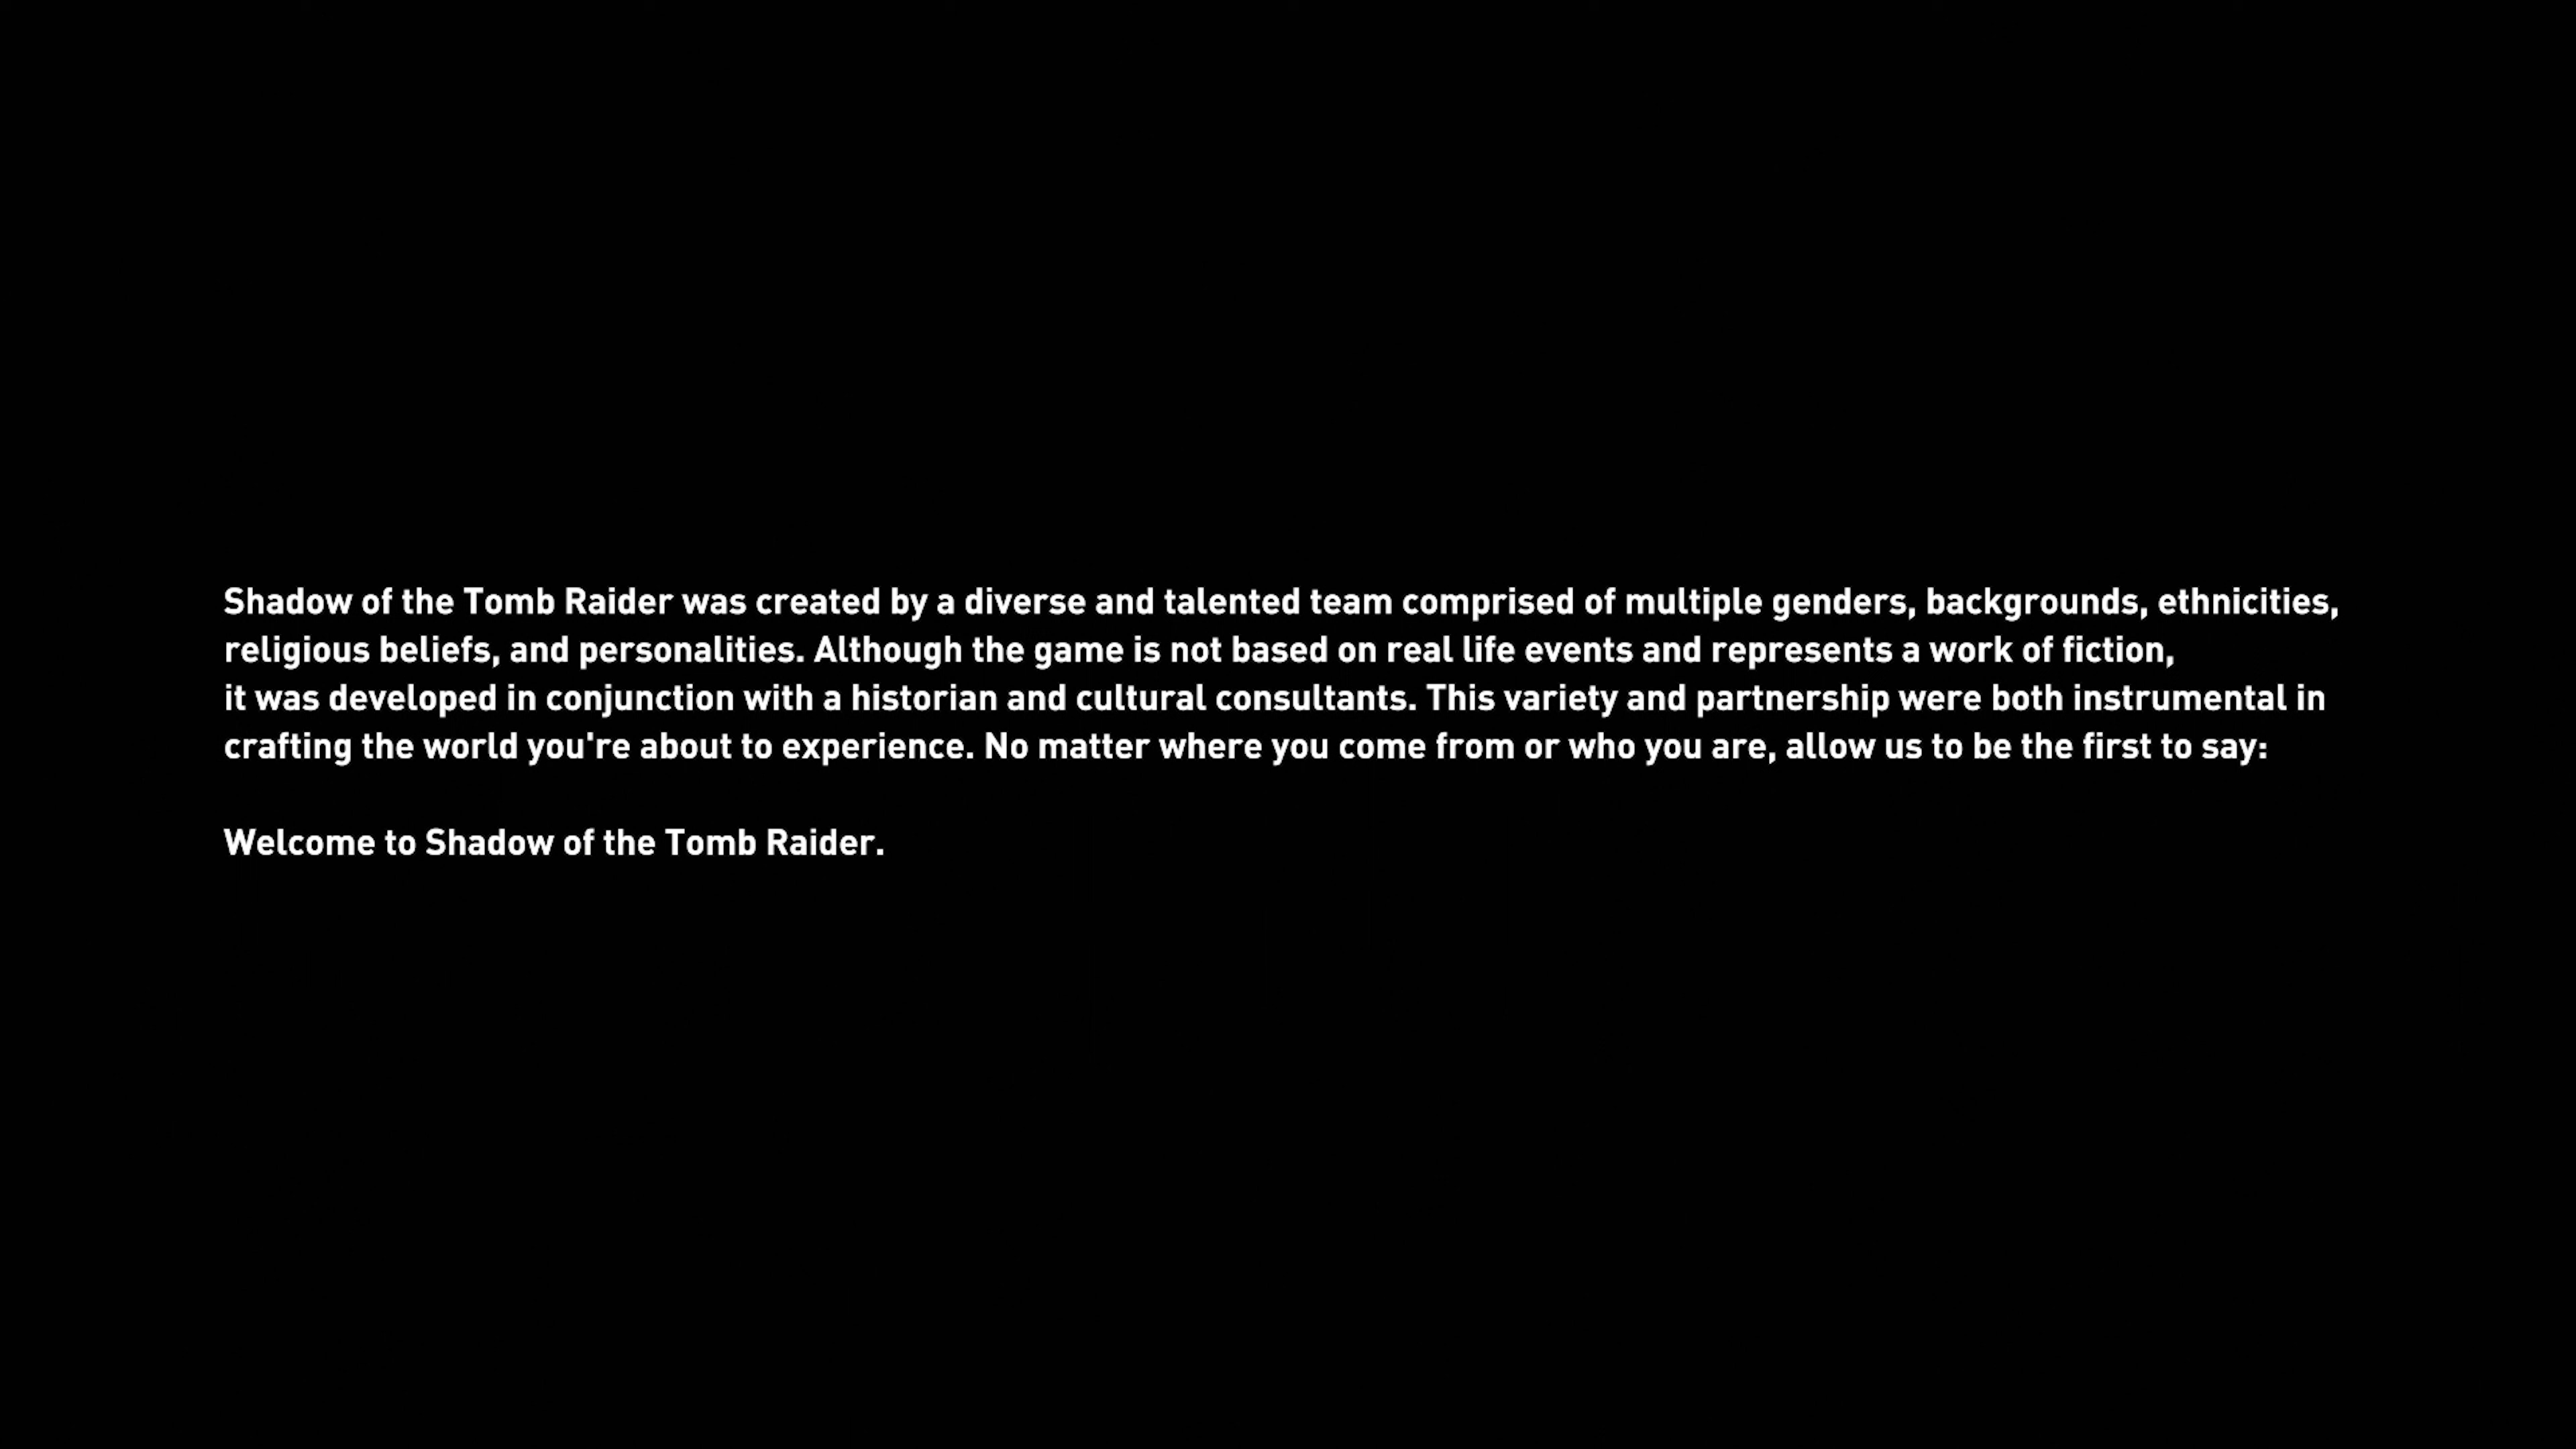 Shadow of the Tomb Raider was created by a diverse and talented team comprised of multiple genders, backgrounds, ethnicities,
religious beliefs, and personalities. Although the game is not based on real life events and represents a work of fiction,
it was developed in conjunction with a historian and cultural consultants. This variety and partnership were both instrumental in
crafting the world you're about to experience. No matter where you come from or who you are, allow us to be the first to say:
Welcome to Shadow of the Tomb Raider.